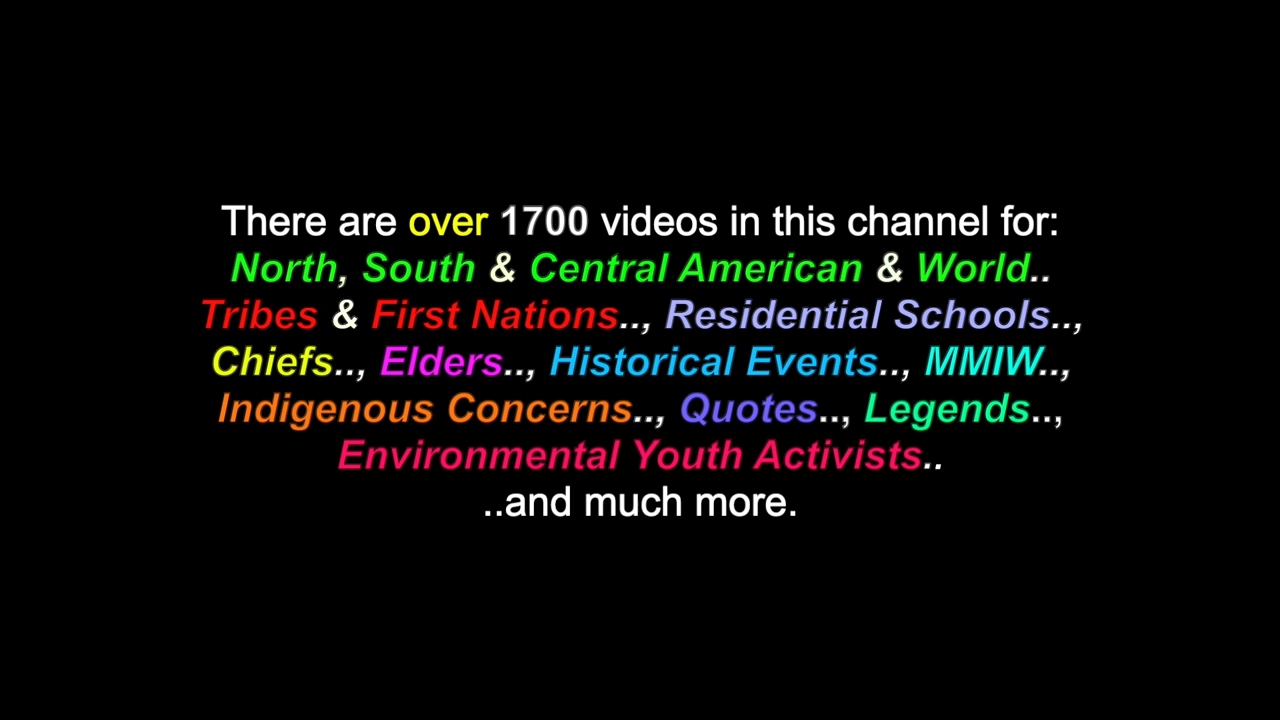 There are over 1700 videos in this channel for:
North, South & Central American & World..
Tribes & First Nations.., Residential Schools..,
Chiefs.., Elders.., Historical Events.., MMIW..,
Indigenous Concerns.., Quotes.., Legends..,
Environmental Youth Activists..
..and much more.